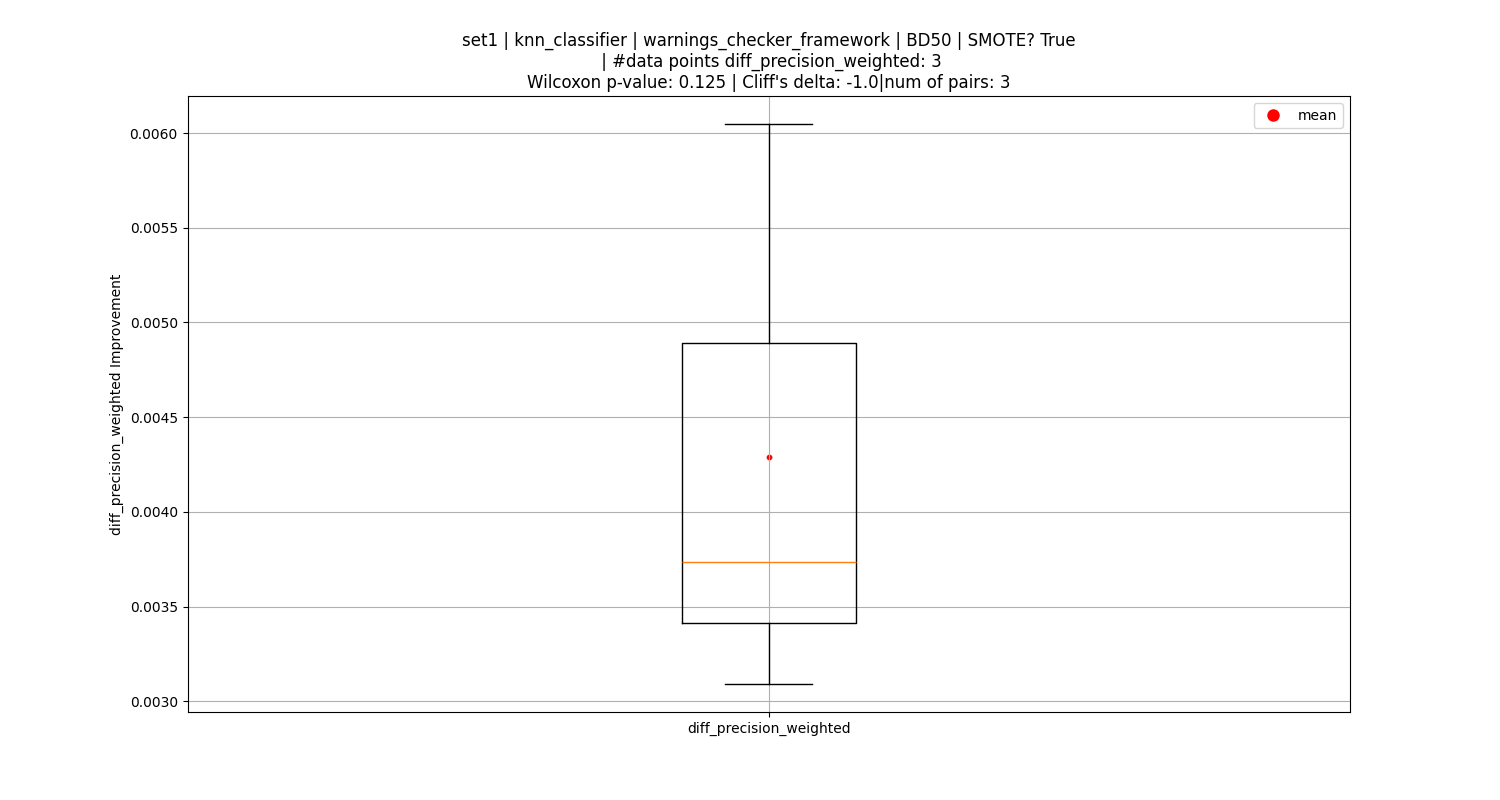 set1 | knn_classifier | warnings_checker_framework | BD50 | SMOTE? True
| #data points diff_precision_weighted: 3
Wilcoxon p-value: 0.125 | Cliff's delta: -1.0|num of pairs: 3
mean
0.0060
0.0055
0.0050
0.0045
0.0040
0.0035
0.0030
diff_precision_weighted Improvement
diff_precision_weighted